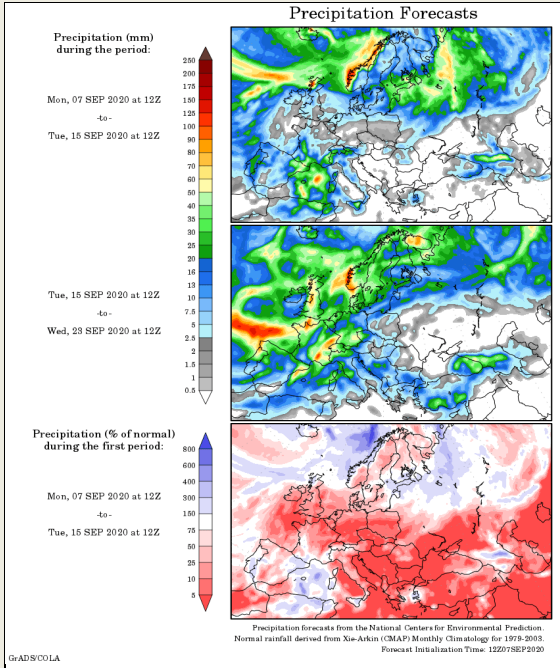 Precipitation Forecasts
Precipitation (mm)
during the period:
Mon, 07 SEP 2020 at 12Z
-to-
Tue, 15 SEP 2020 at 12Z
250
200
175
150
125
100
90
80
70
60
50
40
35
30
25
20
16
13
10
7.5
5
2.5
2
1.5
1
0.5
Tue, 15 SEP 2020 at 12Z
-to-
Wed, 23 SEP 2020 at 12Z
Precipitation (% of normal)
during the first period:
Mon, 07 SEP 2020 at 12Z
-to-
Tue, 15 SEP 2020 at 12Z
800
600
400
300
150
75
50
25
10
5
Precipitation forecasts from the National Centers for Environmental Prediction.
Normal rainfall derived from Xie-Arkin (CMAP) Monthly Climatology for 1979-2003.
Forecast Initialization Time: 12Z07SEP2020
GrADS/COLA